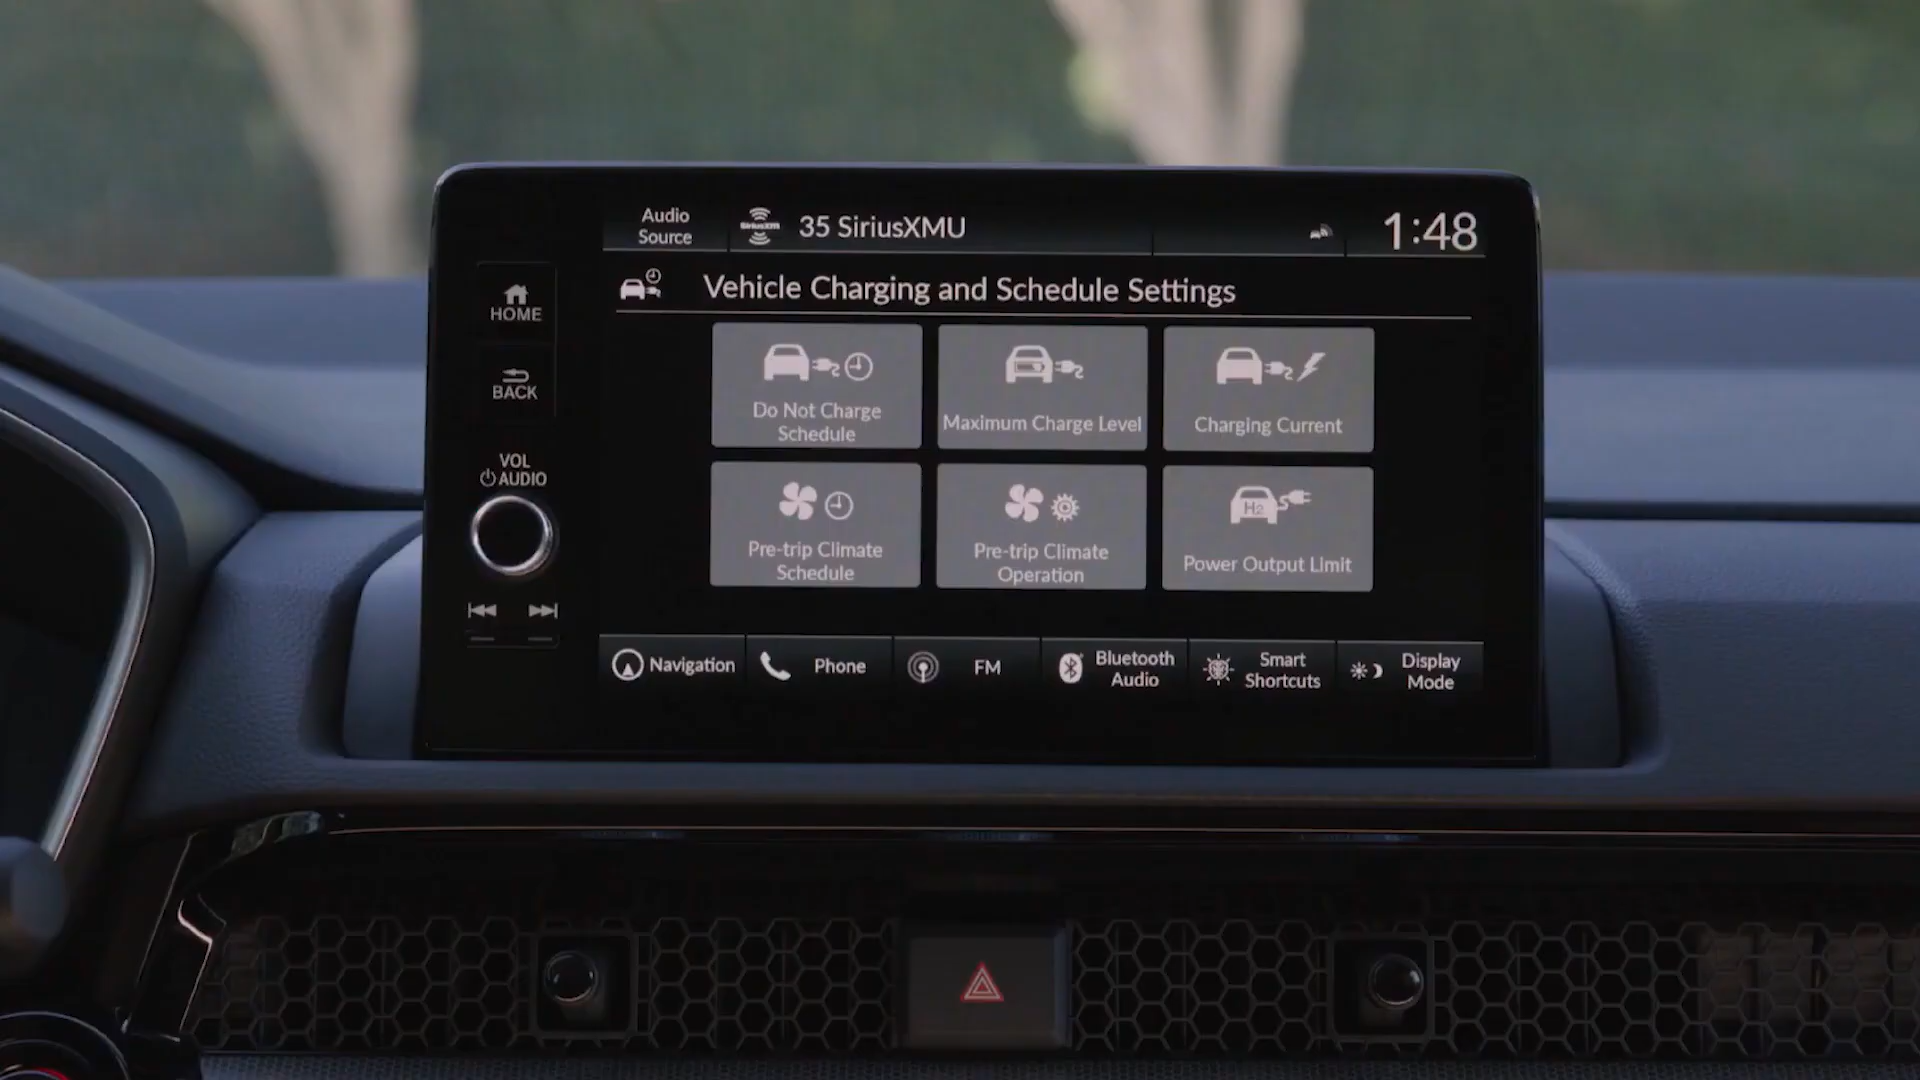 Audio
Source
SiriusXM
35 SiriusXMU
1:48
HOME
BACK
VOL
AUDIO
Vehicle Charging and Schedule Settings
Do Not Charge
Schedule
Maximum Charge Level
Charging Current
Pre-trip Climate
Schedule
Pre-trip Climate
Operation
H2
Power Output Limit
Navigation
Phone
FM
Bluetooth
Audio
Smart
Shortcuts
Display
Mode